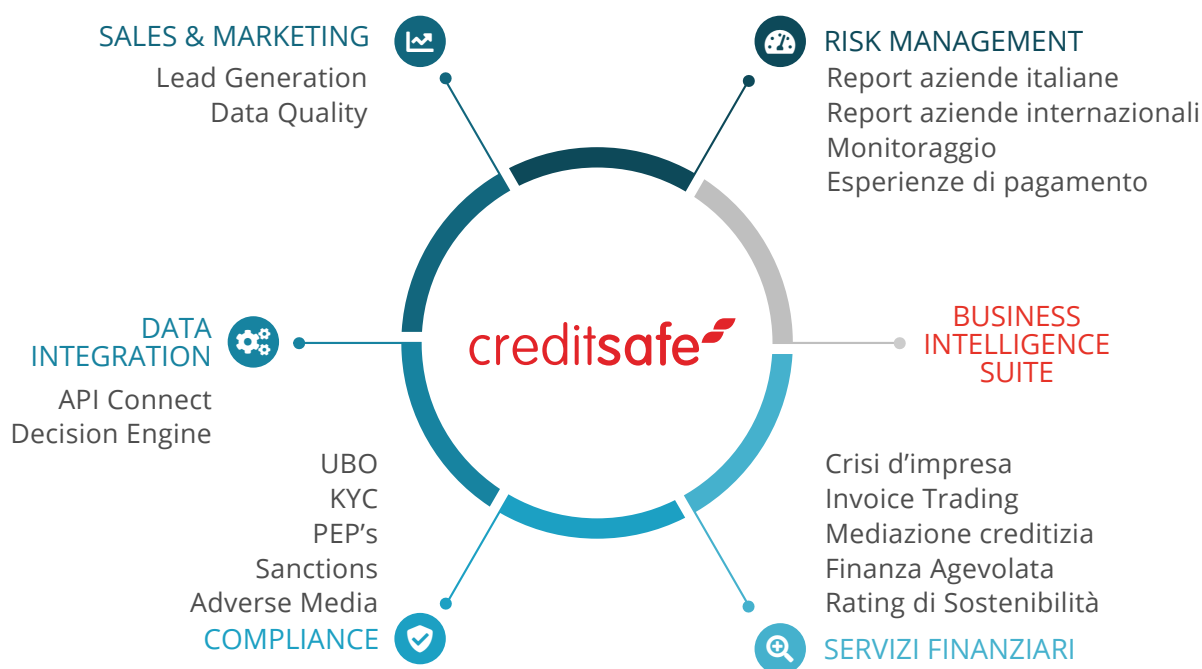 SALES & MARKETING
Lead Generation
Data Quality
RISK MANAGEMENT
Report aziende italiane
Report aziende internazionali
Monitoraggio
Esperienze di pagamento
DATA
INTEGRATION
API Connect
Decision Engine
creditsafe
BUSINESS
INTELLIGENCE
SUITE
UBO
KYC
PEP’s
Sanctions
Adverse Media
COMPLIANCE
Crisi d’impresa
Invoice Trading
Mediazione creditizia
Finanza Agevolata
Rating di Sostenibilità
SERVIZI FINANZIARI